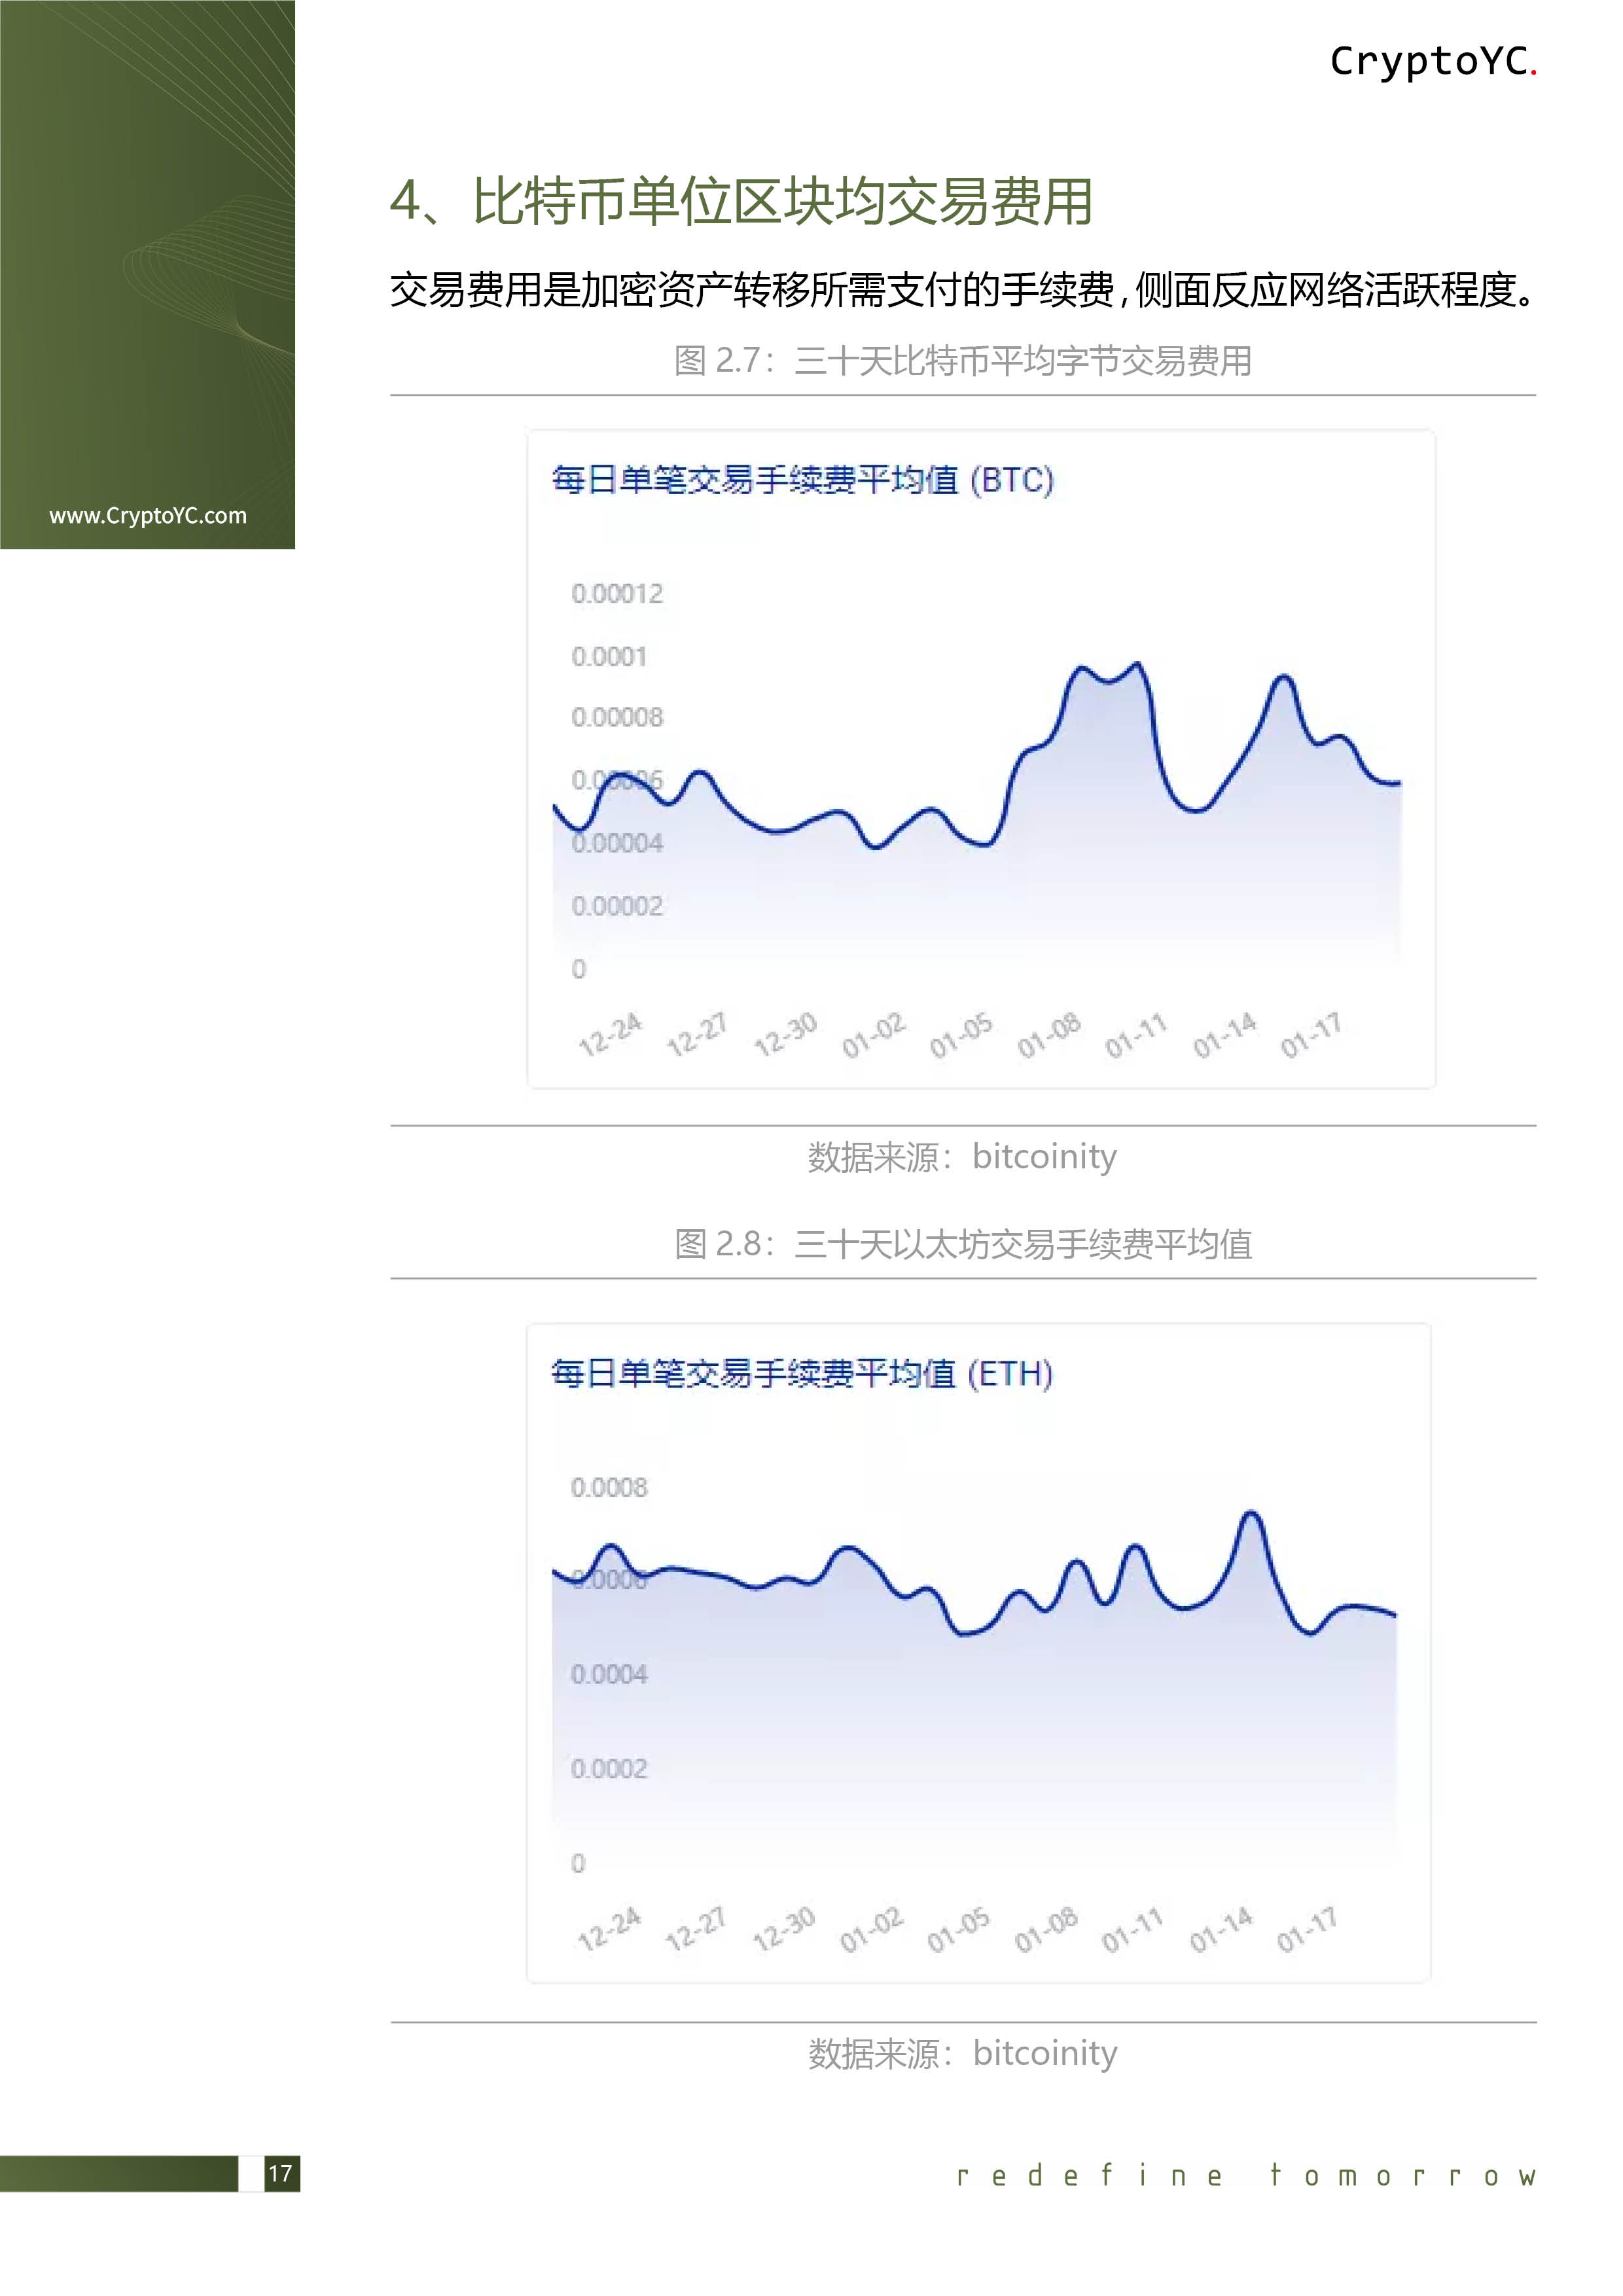 CryptoYC.
www.CryptoYC.com
4、比特币单位区块均交易费用
交易费用是加密资产转移所需支付的手续费,侧面反应网络活跃程度。
图 2.7：三十天比特币平均字节交易费用
每日单笔交易手续费平均值 (BTC)
0.00012
0.0001
0.00008
0.00006
0.00004
0.00002
0
12-24 12-27 12-30 01-02 01-05 01-08 01-11 01-14 01-17
数据来源：bitcoinity
图 2.8：三十天以太坊交易手续费平均值
每日单笔交易手续费平均值 (ETH)
0.0008
0.0006
0.0004
0.0002
0
12-24 12-27 12-30 01-02 01-05 01-08 01-11 01-14 01-17
数据来源：bitcoinity
17
redefine tomorrow